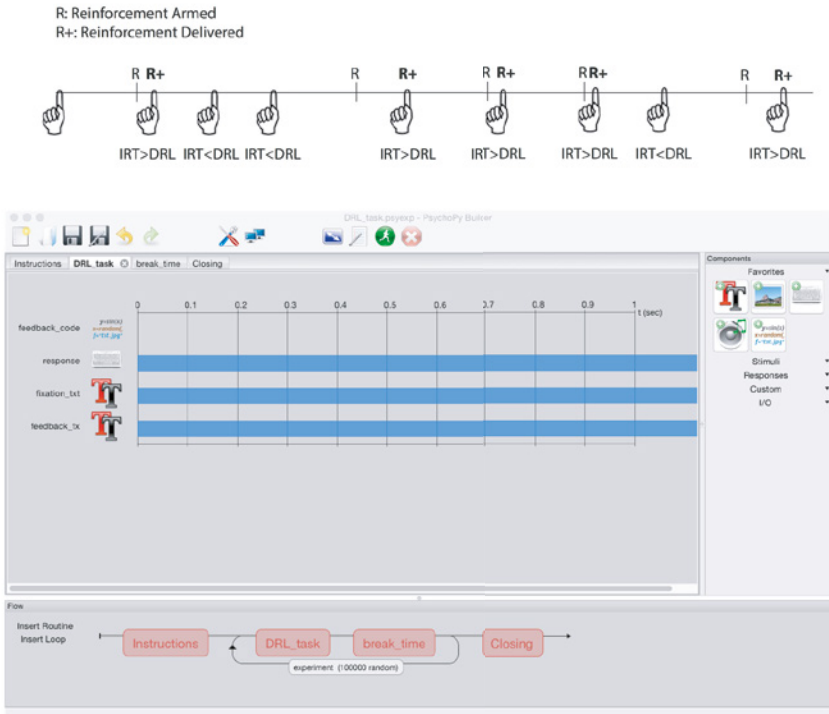 R: Reinforcement Armed
R+: Reinforcement Delivered
R R+ R R+ R R+ R R+ R R+
IRT>DRL IRT<DRL IRT<DRL IRT>DRL IRT>DRL IRT>DRL IRT<DRL IRT>DRL
DRL_task.psyexp - PsychoPy Builder
Instructions DRL_task break_time Closing
Components
Favorites
0 0.1 0.2 0.3 0.4 0.5 0.6 0.7 0.8 0.9 1
t (sec)
feedback_code
response
fixation_txt
feedback_tx
Stimuli
Responses
Custom
I/O
Flow
Insert Routine
Insert Loop
Instructions DRL_task break_time Closing
experiment (100000 random)